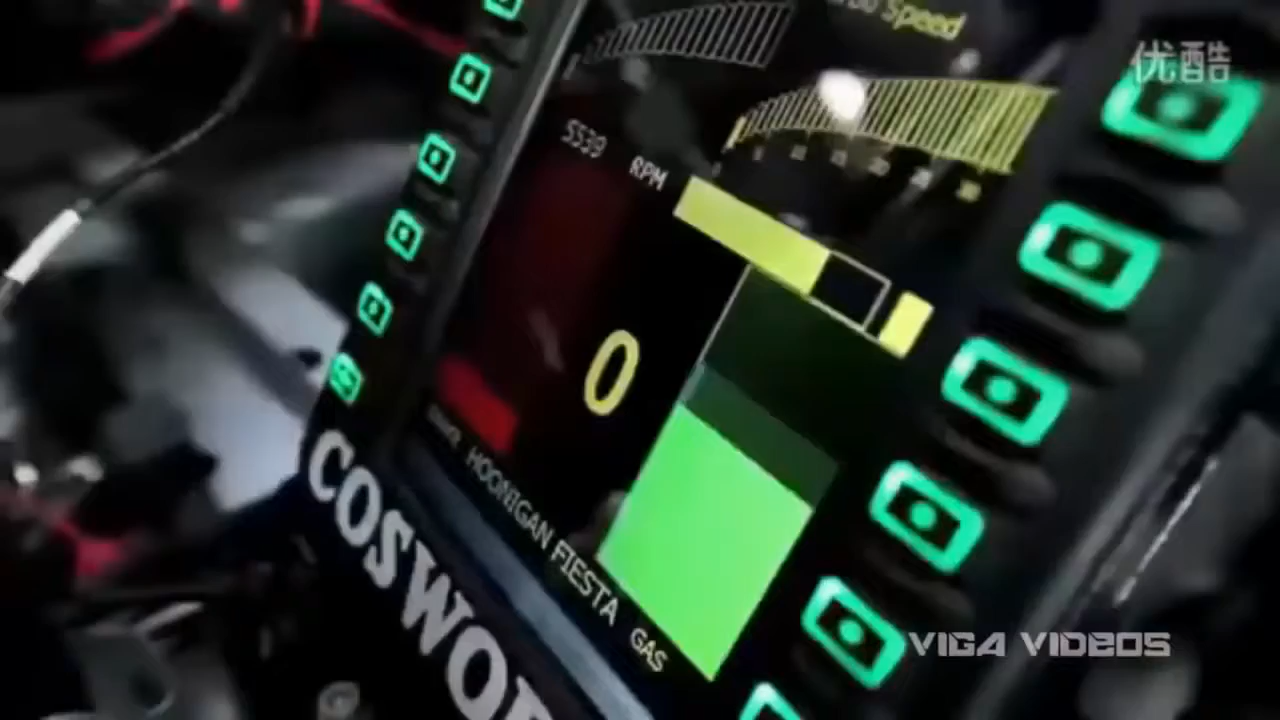 Speed
优酷
5539 RPM
0
HOONIGAN FIESTA GAS
COSWO
VIGA VIDEOS